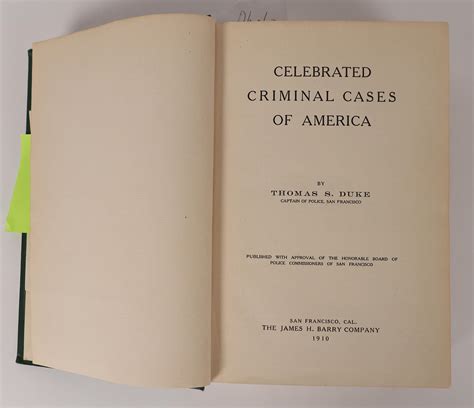 CELEBRATED
CRIMINAL CASES
OF AMERICA
BY
THOMAS S. DUKE
CAPTAIN OF POLICE, SAN FRANCISCO
PUBLISHED WITH APPROVAL OF THE HONORABLE BOARD OF
POLICE COMMISSIONERS OF SAN FRANCISCO
SAN FRANCISCO, CAL.
THE JAMES H. BARRY COMPANY
1910